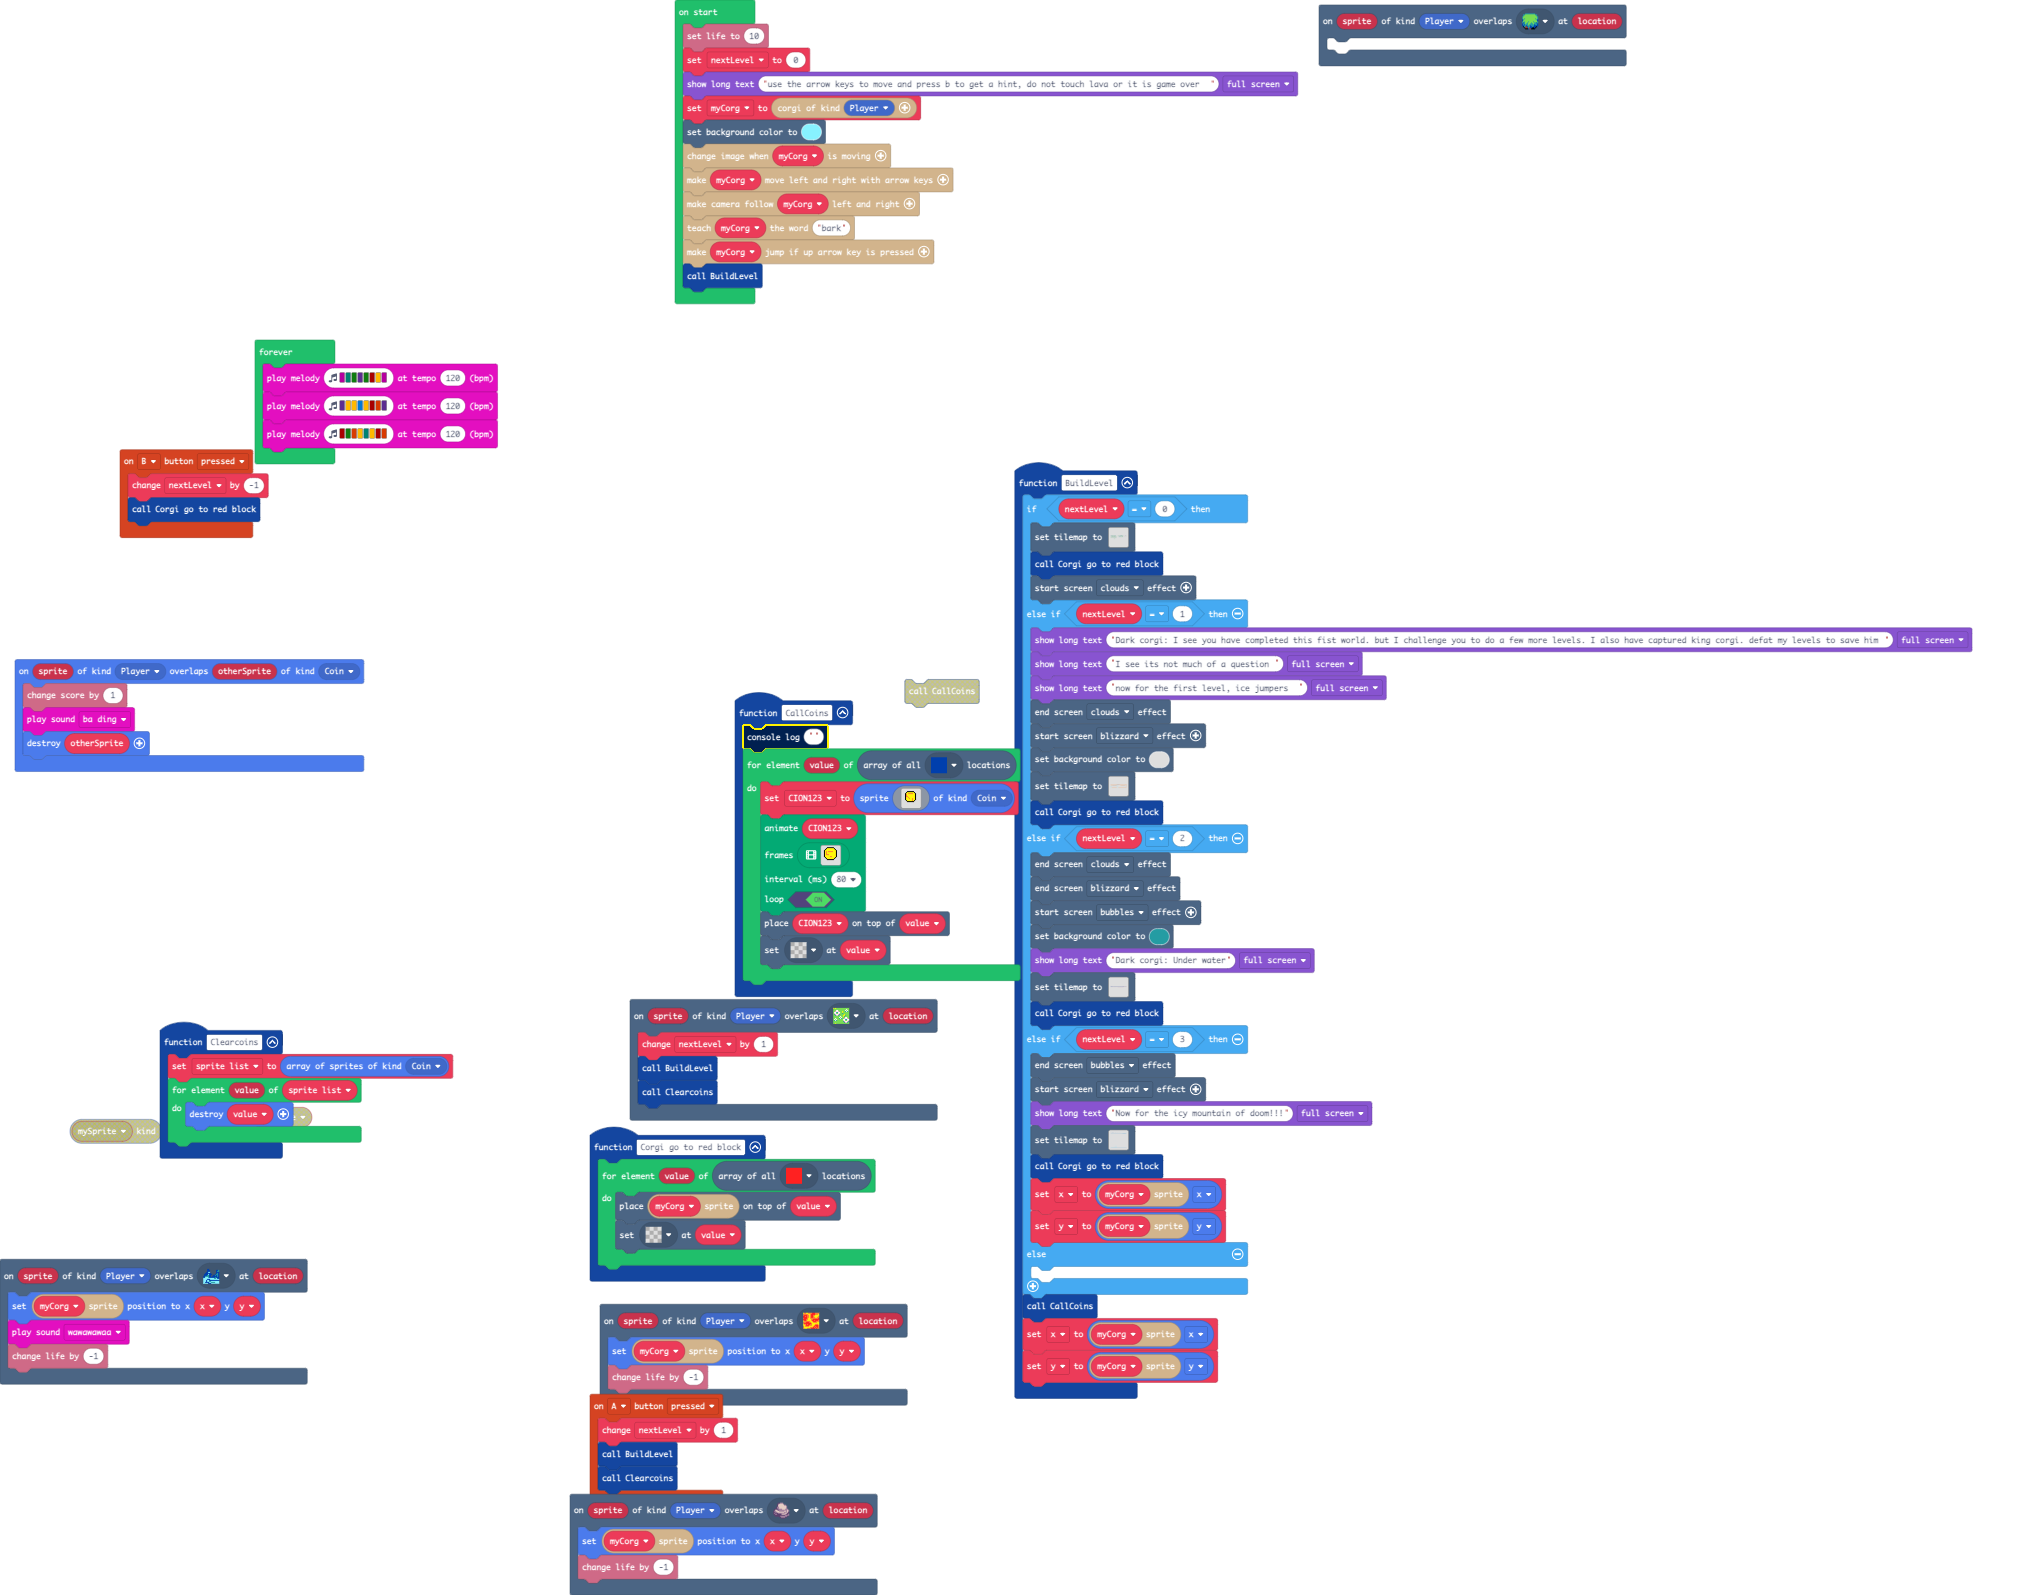 on start
set life to 10
set nextLevel to 0
show long text "use the arrow keys to move and press b to get a hint, do not touch lava or it is game over " full screen
set myCorg to corgi of kind Player
set background color to
change image when myCorg is moving
make myCorg move left and right with arrow keys
make camera follow myCorg left and right
teach myCorg the word "bark"
make myCorg jump if up arrow key is pressed
call BuildLevel
on sprite of kind Player overlaps at location
forever
play melody at tempo 120 (bpm)
play melody at tempo 120 (bpm)
play melody at tempo 120 (bpm)
on B button pressed
change nextLevel by -1
call Corgi go to red block
on sprite of kind Player overlaps otherSprite of kind Coin
change score by 1
play sound ba ding
destroy otherSprite
function Clearcoins
set sprite list to array of sprites of kind Coin
for element value of sprite list
do destroy value
mySprite kind
on sprite of kind Player overlaps at location
set myCorg sprite position to x x y y
play sound wawawawaa
change life by -1
call CallCoins
function CallCoins
console log " "
for element value of array of all locations
do set CION123 to sprite of kind Coin
animate CION123
frames
interval (ms) 80
loop ON
place CION123 on top of value
set at value
on sprite of kind Player overlaps at location
change nextLevel by 1
call BuildLevel
call Clearcoins
function Corgi go to red block
for element value of array of all locations
do place myCorg sprite on top of value
set at value
on sprite of kind Player overlaps at location
set myCorg sprite position to x x y y
change life by -1
on A button pressed
change nextLevel by 1
call BuildLevel
call Clearcoins
on sprite of kind Player overlaps at location
set myCorg sprite position to x x y y
change life by -1
function BuildLevel
if nextLevel = 0 then
set tilemap to
call Corgi go to red block
start screen clouds effect
else if nextLevel = 1 then
show long text "Dark corgi: I see you have completed this fist world. but I challenge you to do a few more levels. I also have captured king corgi. defat my levels to save him " full screen
show long text "I see its not much of a question " full screen
show long text "now for the first level, ice jumpers " full screen
end screen clouds effect
start screen blizzard effect
set background color to
set tilemap to
call Corgi go to red block
else if nextLevel = 2 then
end screen clouds effect
end screen blizzard effect
start screen bubbles effect
set background color to
show long text "Dark corgi: Under water" full screen
set tilemap to
call Corgi go to red block
else if nextLevel = 3 then
end screen bubbles effect
start screen blizzard effect
show long text "Now for the icy mountain of doom!!!" full screen
set tilemap to
call Corgi go to red block
set x to myCorg sprite x
set y to myCorg sprite y
else
call CallCoins
set x to myCorg sprite x
set y to myCorg sprite y